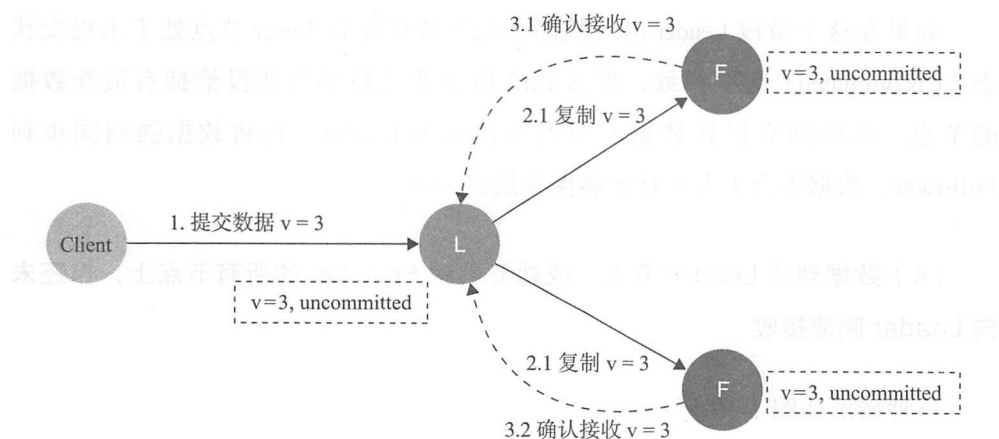 3.1 确认接收 v = 3
F
v=3, uncommitted
2.1 复制 v = 3
1. 提交数据 v = 3
Client
L
v=3, uncommitted
2.1 复制 v = 3
F
v=3, uncommitted
3.2 确认接收 v = 3